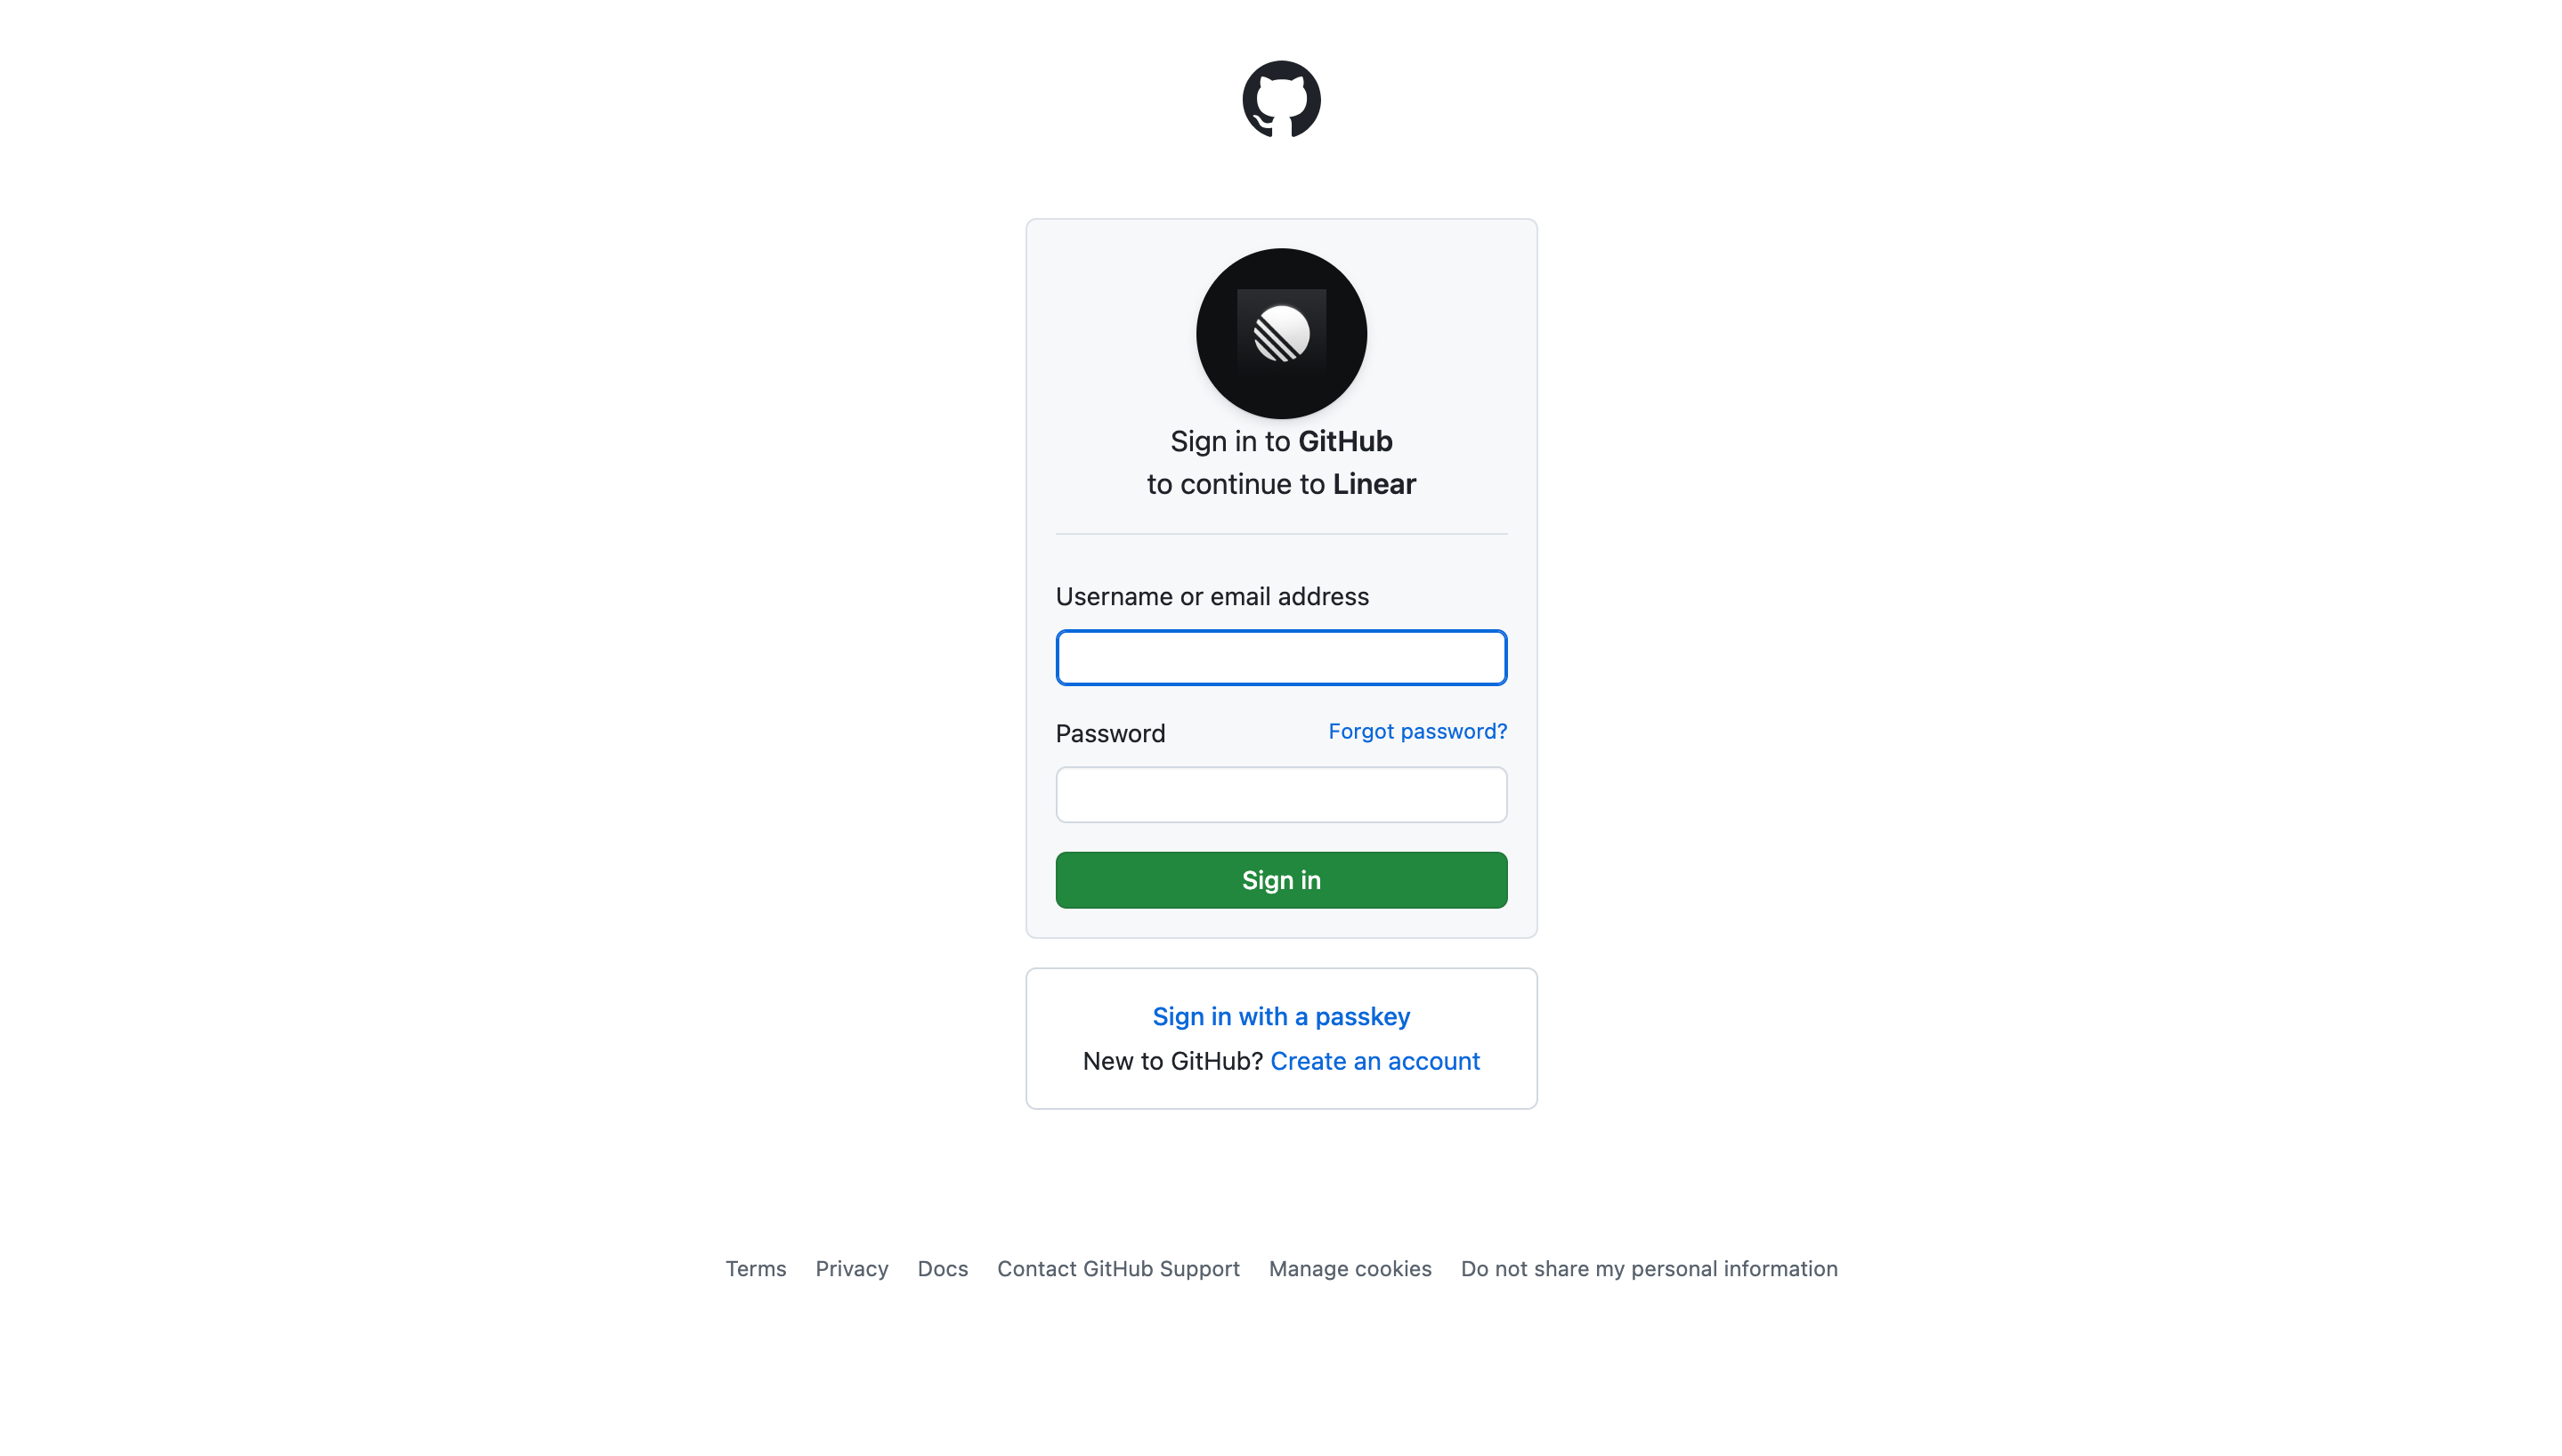 Sign in to GitHub
to continue to Linear
Username or email address
Password
Forgot password?
Sign in
Sign in with a passkey
New to GitHub? Create an account
Terms Privacy Docs Contact GitHub Support Manage cookies Do not share my personal information